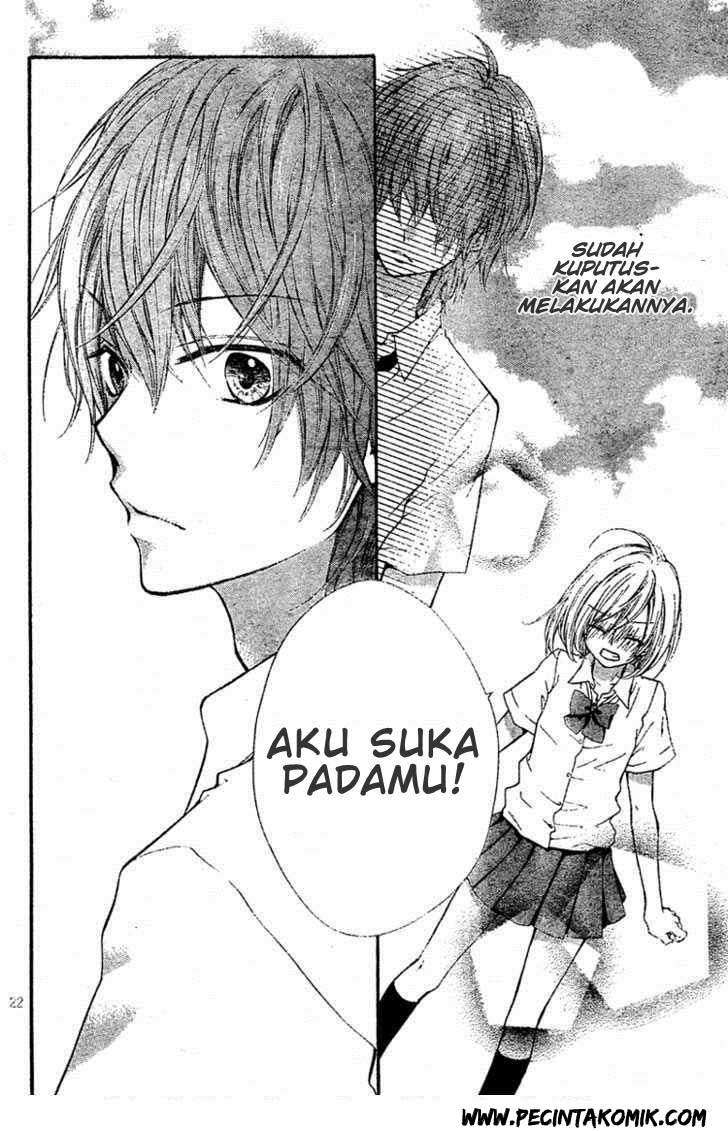 SUDAH
KUPUTUS-
KAN AKAN
MELAKUKANNYA.
AKU SUKA
PADAMU!
22
WWW.PECINTAKOMIK.COM